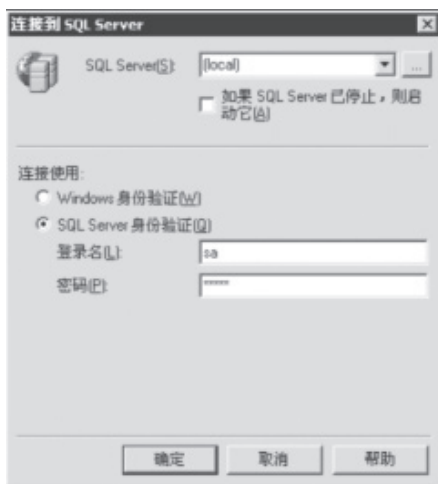 连接到 SQL Server
SQL Server(S): (local) ...
如果 SQL Server 已停止，则启
动它(A)
连接使用:
Windows 身份验证(W)
SQL Server 身份验证(Q)
登录名(L): sa
密码(P): *****
确定 取消 帮助